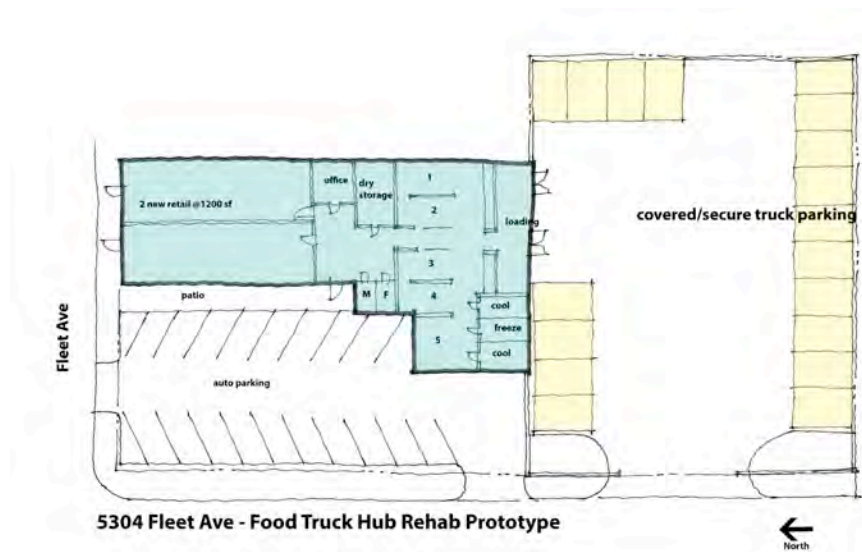 office
dry
storage
1
2 new retail @1200 sf
2
loading
covered/secure truck parking
3
M
F
4
cool
patio
freeze
5
cool
Fleet Ave
auto parking
5304 Fleet Ave - Food Truck Hub Rehab Prototype
North